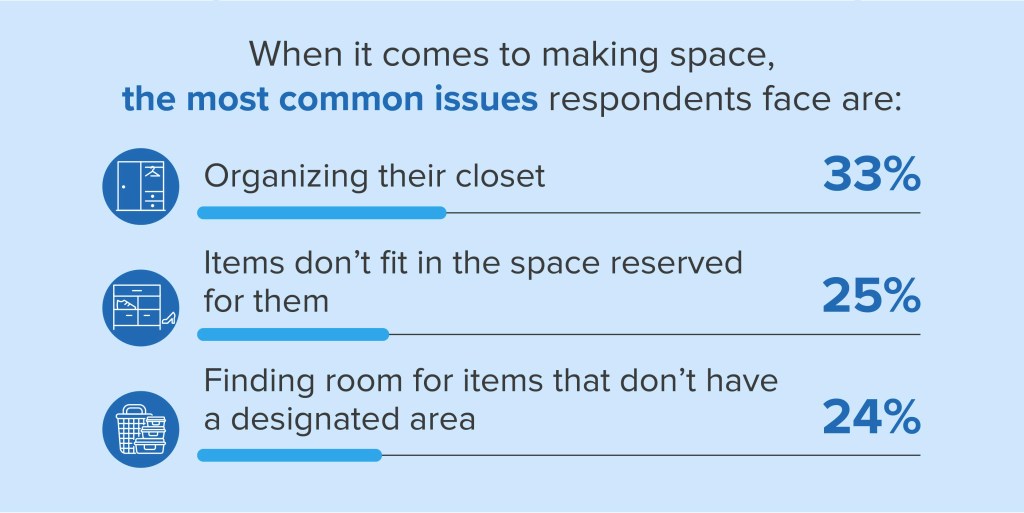 When it comes to making space,
the most common issues respondents face are:
Organizing their closet
33%
Items don’t fit in the space reserved
for them
25%
Finding room for items that don’t have
a designated area
24%